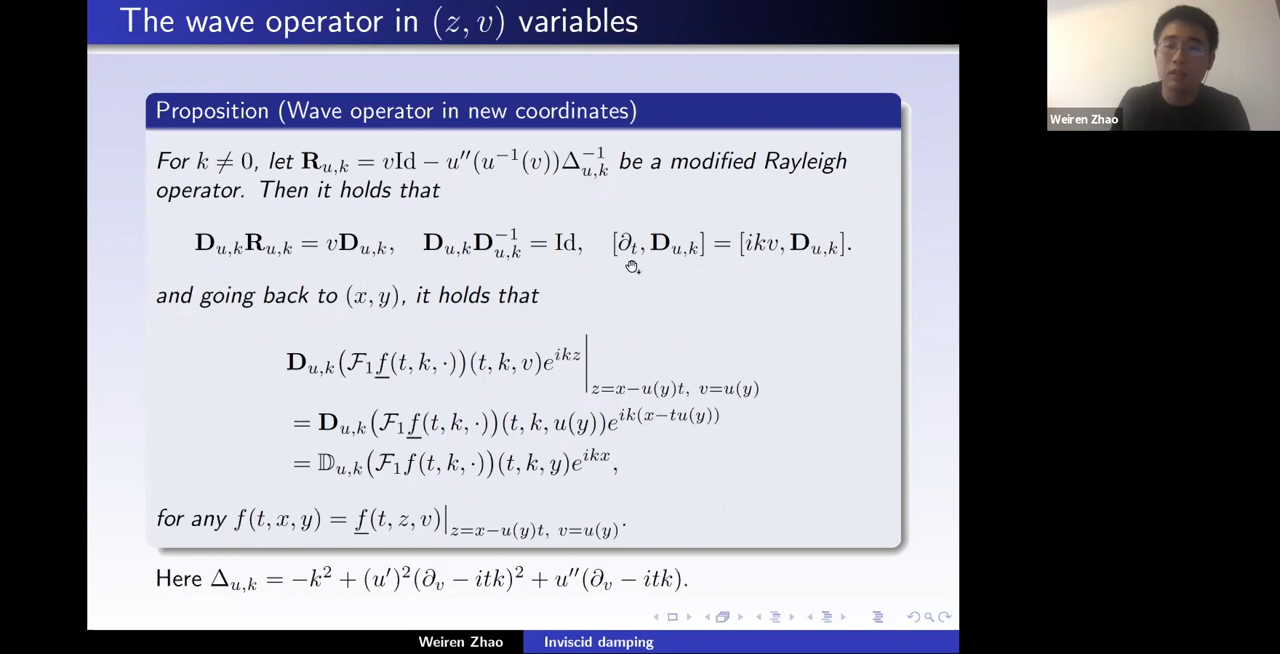 The wave operator in (z, v) variables
Weiren Zhao
Proposition (Wave operator in new coordinates)
For k ≠ 0, let R_{u,k} = vId − u''(u^{−1}(v))Δ_{u,k}^{−1} be a modified Rayleigh
operator. Then it holds that
D_{u,k}R_{u,k} = vD_{u,k}, D_{u,k}D_{u,k}^{−1} = Id, [∂_t, D_{u,k}] = [ikv, D_{u,k}].
and going back to (x, y), it holds that
D_{u,k}(F_1 f(t, k, ·))(t, k, v)e^{ikz}|_{z=x−u(y)t, v=u(y)}
= D_{u,k}(F_1 f(t, k, ·))(t, k, u(y))e^{ik(x−tu(y))}
= 𝔻_{u,k}(F_1 f(t, k, ·))(t, k, y)e^{ikx},
for any f(t, x, y) = f(t, z, v)|_{z=x−u(y)t, v=u(y)}.
Here Δ_{u,k} = −k² + (u')²(∂_v − itk)² + u''(∂_v − itk).
Weiren Zhao Inviscid damping